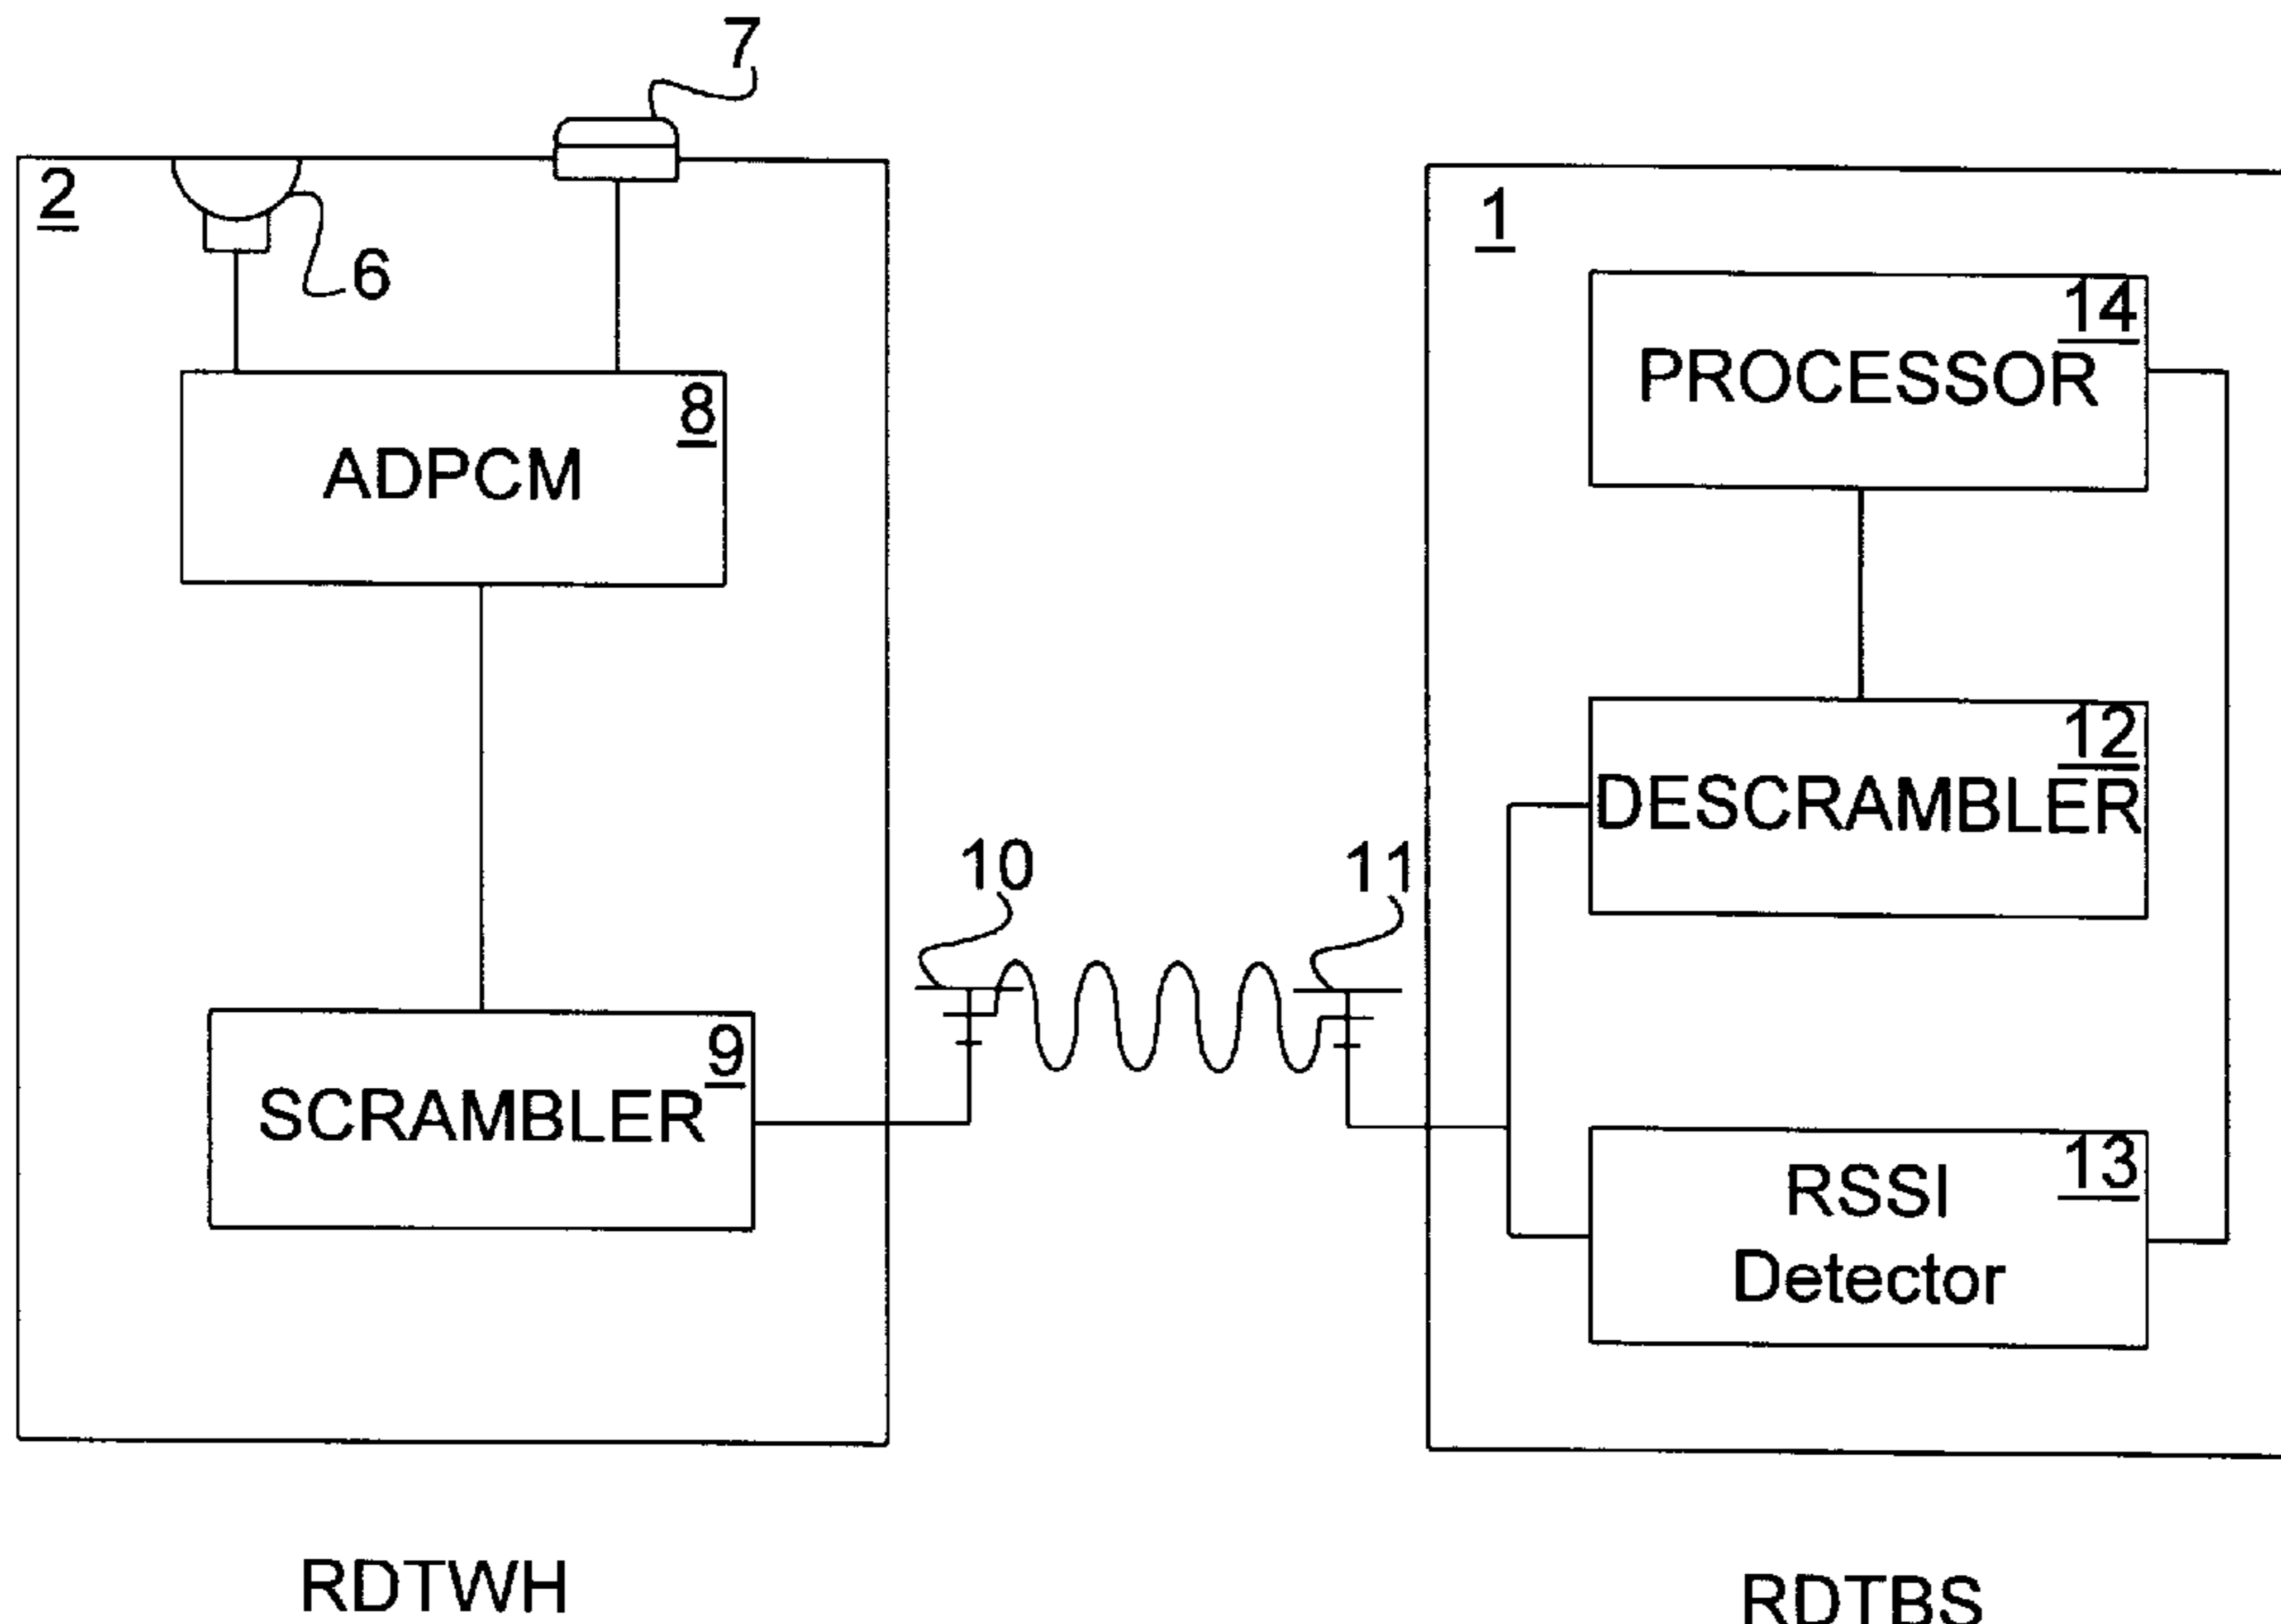 7
2
6
8
ADPCM
9
SCRAMBLER
10
11
1
14
PROCESSOR
12
DESCRAMBLER
13
RSSI
Detector
RDTWH
RDTBS